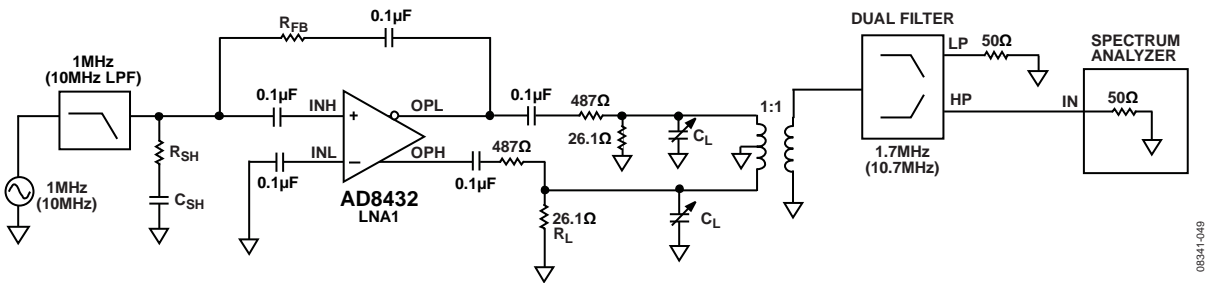 1MHz
(10MHz LPF)
RFB
0.1µF
DUAL FILTER
LP
50Ω
SPECTRUM
ANALYZER
0.1µF
INH
OPL
0.1µF
487Ω
1:1
HP
IN
50Ω
RSH
CSH
1MHz
(10MHz)
INL
0.1µF
OPH
487Ω
0.1µF
26.1Ω
CL
AD8432
LNA1
26.1Ω
RL
CL
1.7MHz
(10.7MHz)
08341-049